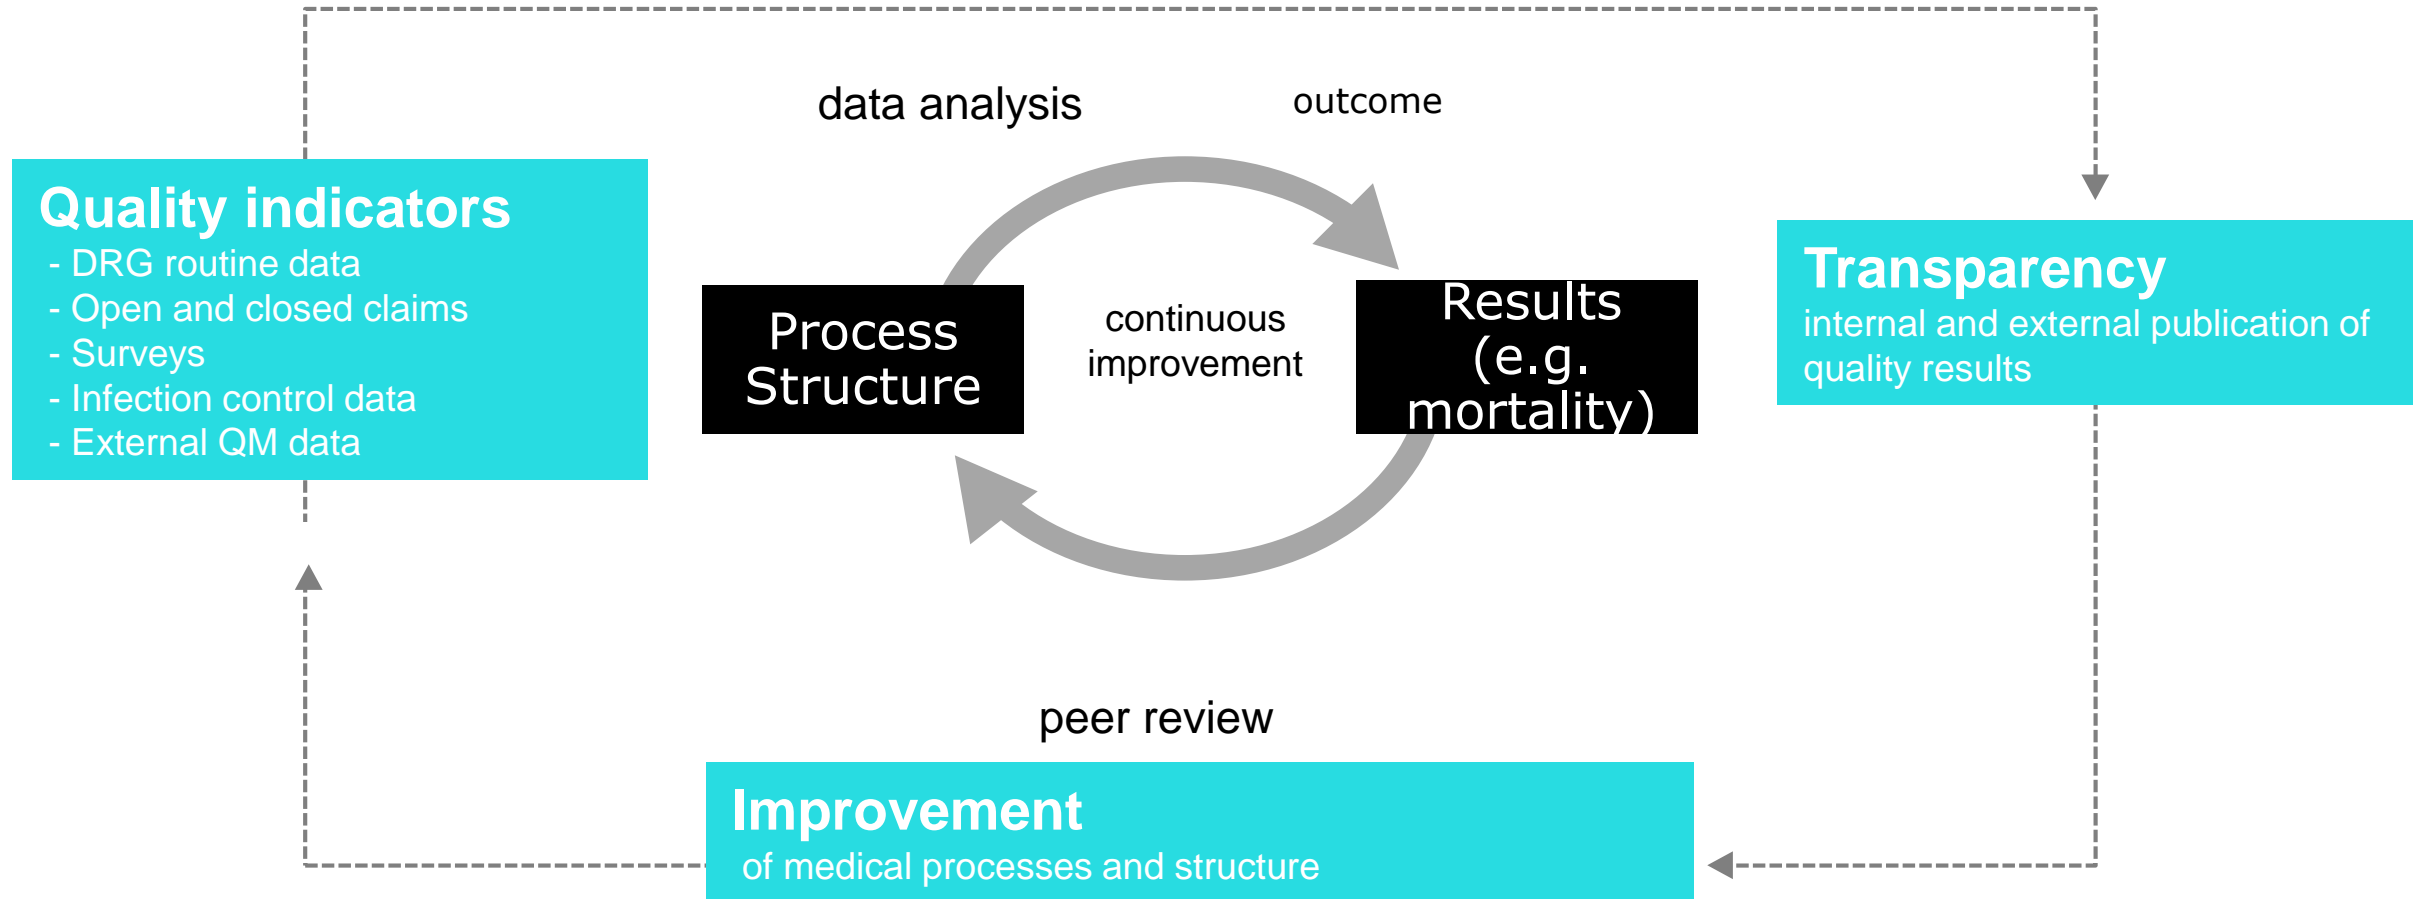 data analysis
outcome
Quality indicators
- DRG routine data
- Open and closed claims
- Surveys
- Infection control data
- External QM data
Process
Structure
continuous
improvement
Results
(e.g.
mortality)
Transparency
internal and external publication of
quality results
peer review
Improvement
of medical processes and structure